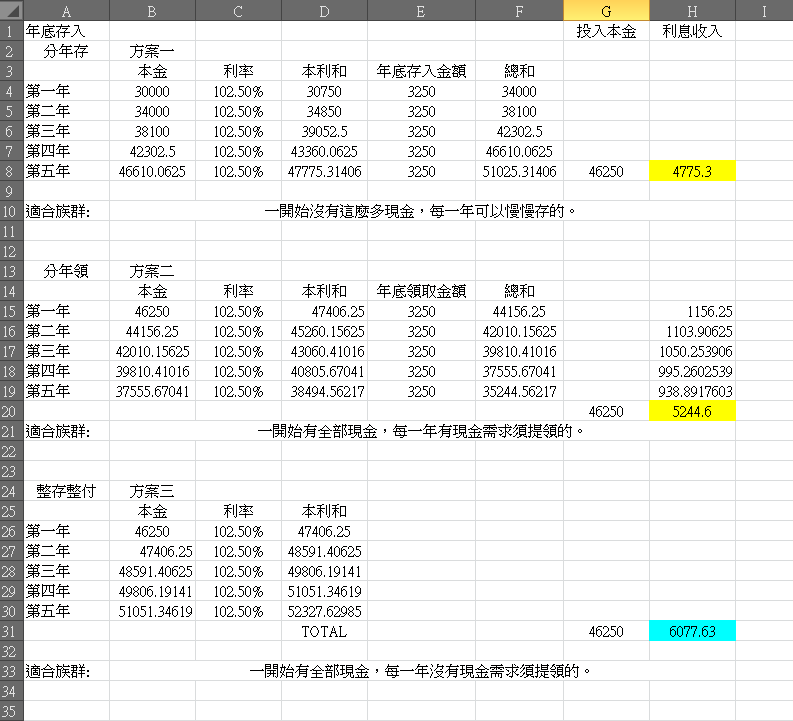 A B C D E F G H I
1 年底存入 投入本金 利息收入
2 分年存 方案一
3 本金 利率 本利和 年底存入金額 總和
4 第一年 30000 102.50% 30750 3250 34000
5 第二年 34000 102.50% 34850 3250 38100
6 第三年 38100 102.50% 39052.5 3250 42302.5
7 第四年 42302.5 102.50% 43360.0625 3250 46610.0625
8 第五年 46610.0625 102.50% 47775.31406 3250 51025.31406 46250 4775.3
9
10 適合族群: 一開始沒有這麼多現金，每一年可以慢慢存的。
11
12
13 分年領 方案二
14 本金 利率 本利和 年底領取金額 總和
15 第一年 46250 102.50% 47406.25 3250 44156.25 1156.25
16 第二年 44156.25 102.50% 45260.15625 3250 42010.15625 1103.90625
17 第三年 42010.15625 102.50% 43060.41016 3250 39810.41016 1050.253906
18 第四年 39810.41016 102.50% 40805.67041 3250 37555.67041 995.2602539
19 第五年 37555.67041 102.50% 38494.56217 3250 35244.56217 938.8917603
20 46250 5244.6
21 適合族群: 一開始有全部現金，每一年有現金需求須提領的。
22
23
24 整存整付 方案三
25 本金 利率 本利和
26 第一年 46250 102.50% 47406.25
27 第二年 47406.25 102.50% 48591.40625
28 第三年 48591.40625 102.50% 49806.19141
29 第四年 49806.19141 102.50% 51051.34619
30 第五年 51051.34619 102.50% 52327.62985
31 TOTAL 46250 6077.63
32
33 適合族群: 一開始有全部現金，每一年沒有現金需求須提領的。
34
35